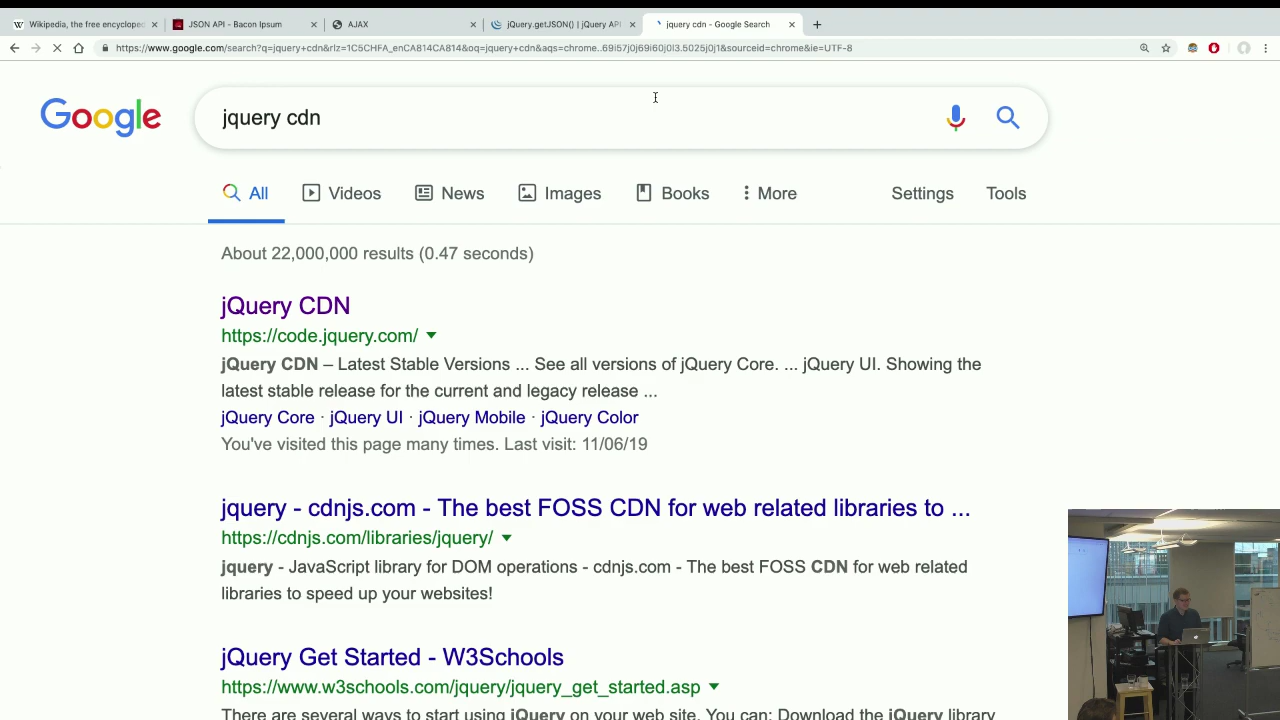 Wikipedia, the free encycloped
JSON API - Bacon Ipsum
AJAX
jQuery.getJSON() | jQuery API
jquery cdn - Google Search
https://www.google.com/search?q=jquery+cdn&rlz=1C5CHFA_enCA814CA814&oq=jquery+cdn&aqs=chrome..69i57j0j69i60j0l3.5025j0j1&sourceid=chrome&ie=UTF-8
Google
jquery cdn
All
Videos
News
Images
Books
More
Settings
Tools
About 22,000,000 results (0.47 seconds)
jQuery CDN
https://code.jquery.com/
jQuery CDN – Latest Stable Versions ... See all versions of jQuery Core. ... jQuery UI. Showing the
latest stable release for the current and legacy release ...
jQuery Core · jQuery UI · jQuery Mobile · jQuery Color
You've visited this page many times. Last visit: 11/06/19
jquery - cdnjs.com - The best FOSS CDN for web related libraries to ...
https://cdnjs.com/libraries/jquery/
jquery - JavaScript library for DOM operations - cdnjs.com - The best FOSS CDN for web related
libraries to speed up your websites!
jQuery Get Started - W3Schools
https://www.w3schools.com/jquery/jquery_get_started.asp
There are several ways to start using jQuery on your web site. You can: Download the jQuery library